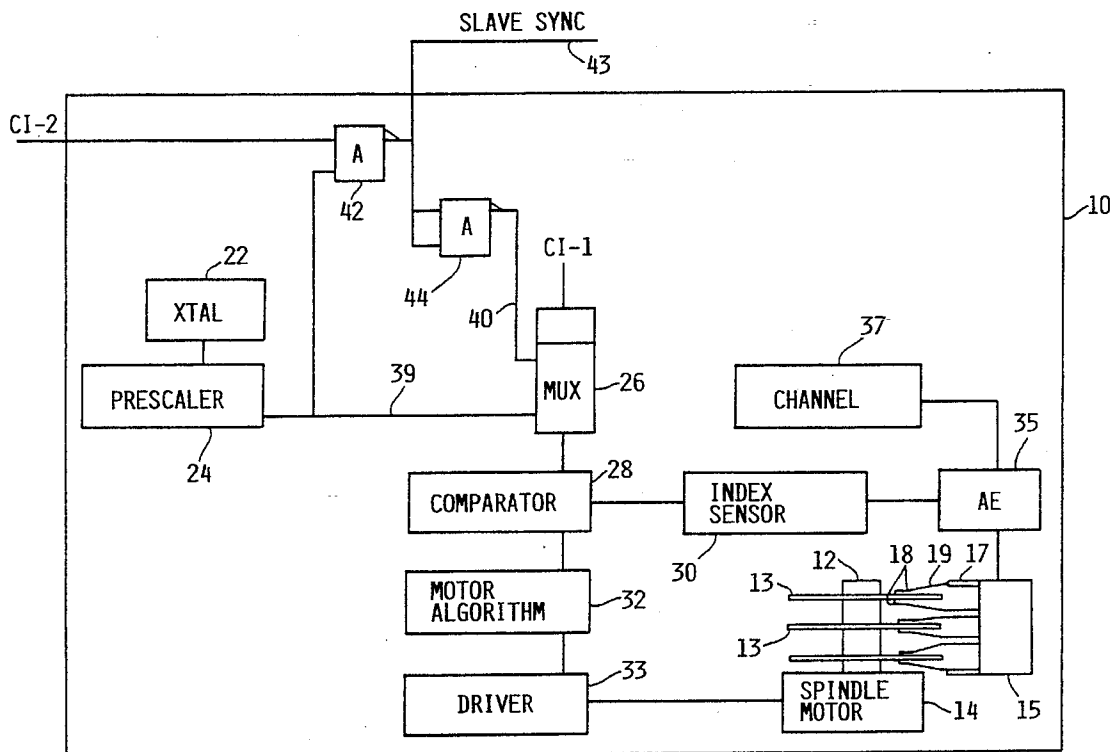 SLAVE SYNC
43
CI-2
A
42
10
A
44
CI-1
22
XTAL
40
37
PRESCALER
39
MUX
26
CHANNEL
24
35
28
COMPARATOR
INDEX
SENSOR
AE
30
12
18
19
17
13
MOTOR
ALGORITHM
32
13
33
DRIVER
SPINDLE
MOTOR
14
15